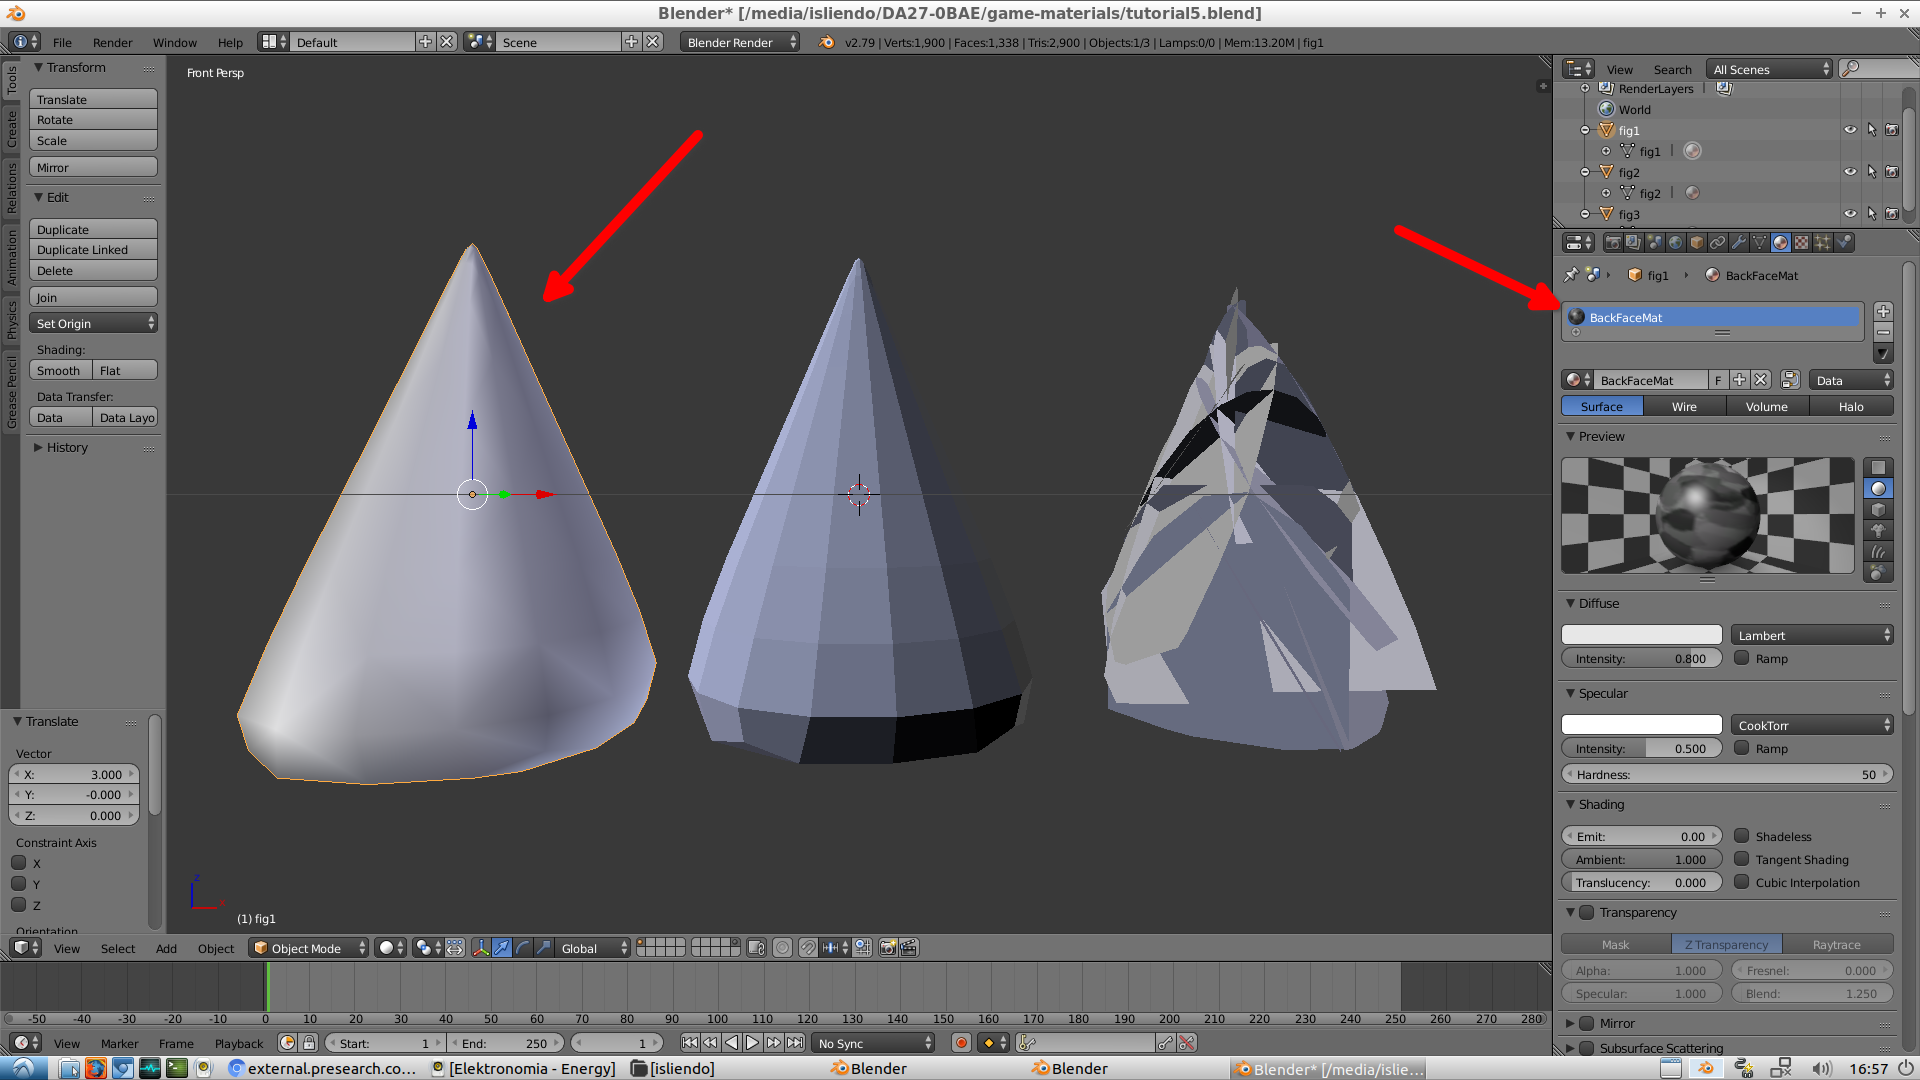 Blender* [/media/isliendo/DA27-0BAE/game-materials/tutorial5.blend]
File Render Window Help Default Scene Blender Render v2.79 | Verts:1,900 | Faces:1,338 | Tris:2,900 | Objects:1/3 | Lamps:0/0 | Mem:13.20M | fig1
Tools
Create
Relations
Animation
Physics
Grease Pencil
Transform
Translate
Rotate
Scale
Mirror
Edit
Duplicate
Duplicate Linked
Delete
Join
Set Origin
Shading:
Smooth Flat
Data Transfer:
Data Data Layo
History
Translate
Vector
X: 3.000
Y: -0.000
Z: 0.000
Constraint Axis
X
Y
Z
Orientation
Front Persp
z
(1) fig1
View Select Add Object Object Mode Global
View Search All Scenes
RenderLayers |
World
fig1
fig1 |
fig2
fig2 |
fig3
fig1 BackFaceMat
BackFaceMat
BackFaceMat F Data
Surface Wire Volume Halo
Preview
Diffuse
Lambert
Intensity: 0.800 Ramp
Specular
CookTorr
Intensity: 0.500 Ramp
Hardness: 50
Shading
Emit: 0.00 Shadeless
Ambient: 1.000 Tangent Shading
Translucency: 0.000 Cubic Interpolation
Transparency
Mask Z Transparency Raytrace
Alpha: 1.000 Fresnel: 0.000
Specular: 1.000 Blend: 1.250
Mirror
Subsurface Scattering
-50 -40 -30 -20 -10 0 10 20 30 40 50 60 70 80 90 100 110 120 130 140 150 160 170 180 190 200 210 220 230 240 250 260 270 280
View Marker Frame Playback Start: 1 End: 250 1 No Sync
external.presearch.co... [Elektronomia - Energy] [isliendo] Blender Blender Blender* [/media/islie... 16:57